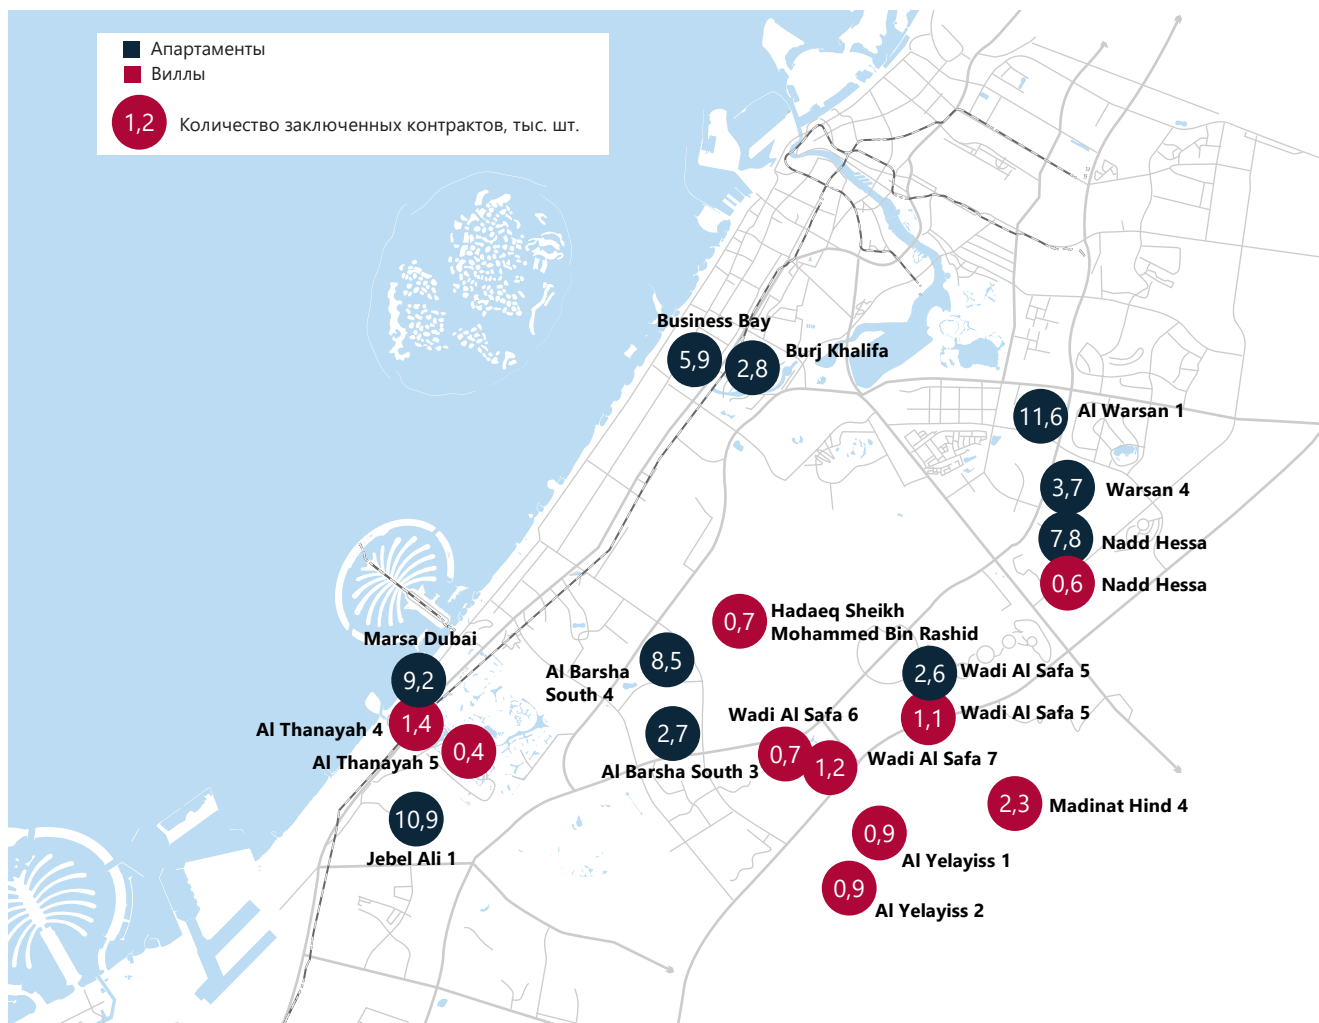 Апартаменты
Виллы
1,2
Количество заключенных контрактов, тыс. шт.
Business Bay
5,9
2,8
Burj Khalifa
11,6
Al Warsan 1
3,7
Warsan 4
7,8
Nadd Hessa
0,6
Nadd Hessa
0,7
Hadaeq Sheikh
Mohammed Bin Rashid
Marsa Dubai
9,2
8,5
Al Barsha
South 4
2,6
Wadi Al Safa 5
1,1
Wadi Al Safa 5
Al Thanayah 4
1,4
Al Thanayah 5
0,4
2,7
Al Barsha South 3
Wadi Al Safa 6
0,7
1,2
Wadi Al Safa 7
2,3
Madinat Hind 4
10,9
Jebel Ali 1
0,9
Al Yelayiss 1
0,9
Al Yelayiss 2